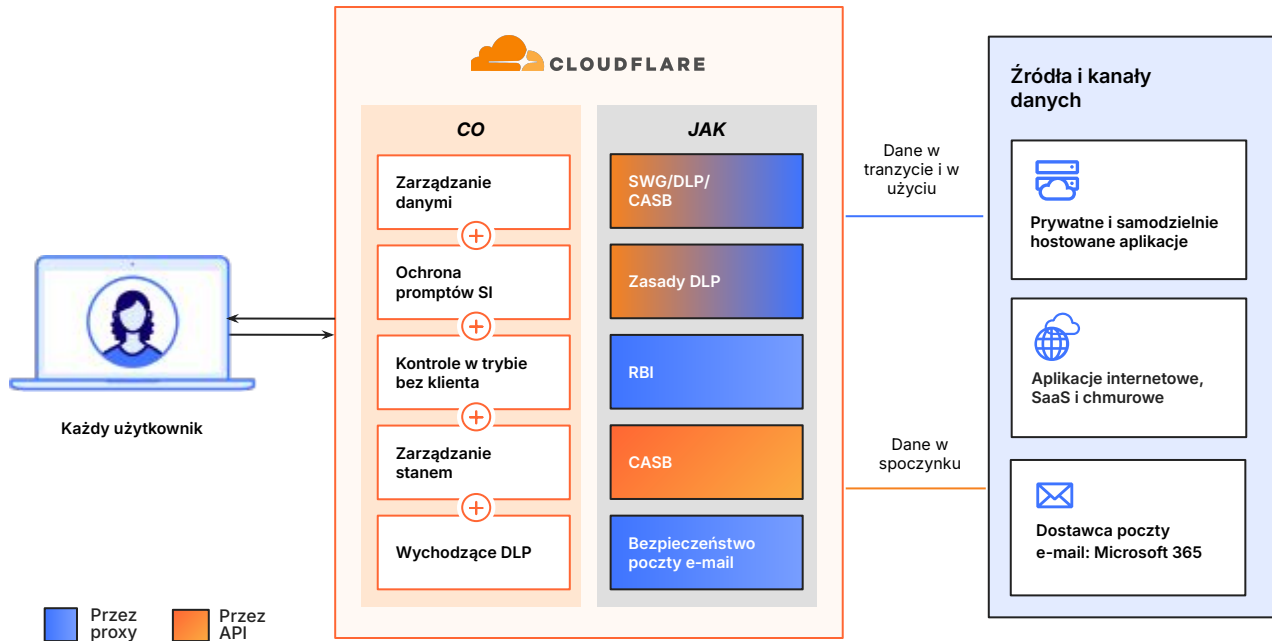 CLOUDFLARE
CO
Zarządzanie
danymi
Ochrona
promptów SI
Kontrole w trybie
bez klienta
Zarządzanie
stanem
Wychodzące DLP
JAK
SWG/DLP/
CASB
Zasady DLP
RBI
CASB
Bezpieczeństwo
poczty e-mail
Każdy użytkownik
Dane w
tranzycie i w
użyciu
Dane w
spoczynku
Źródła i kanały
danych
Prywatne i samodzielnie
hostowane aplikacje
Aplikacje internetowe,
SaaS i chmurowe
Dostawca poczty
e-mail: Microsoft 365
Przez
proxy
Przez
API